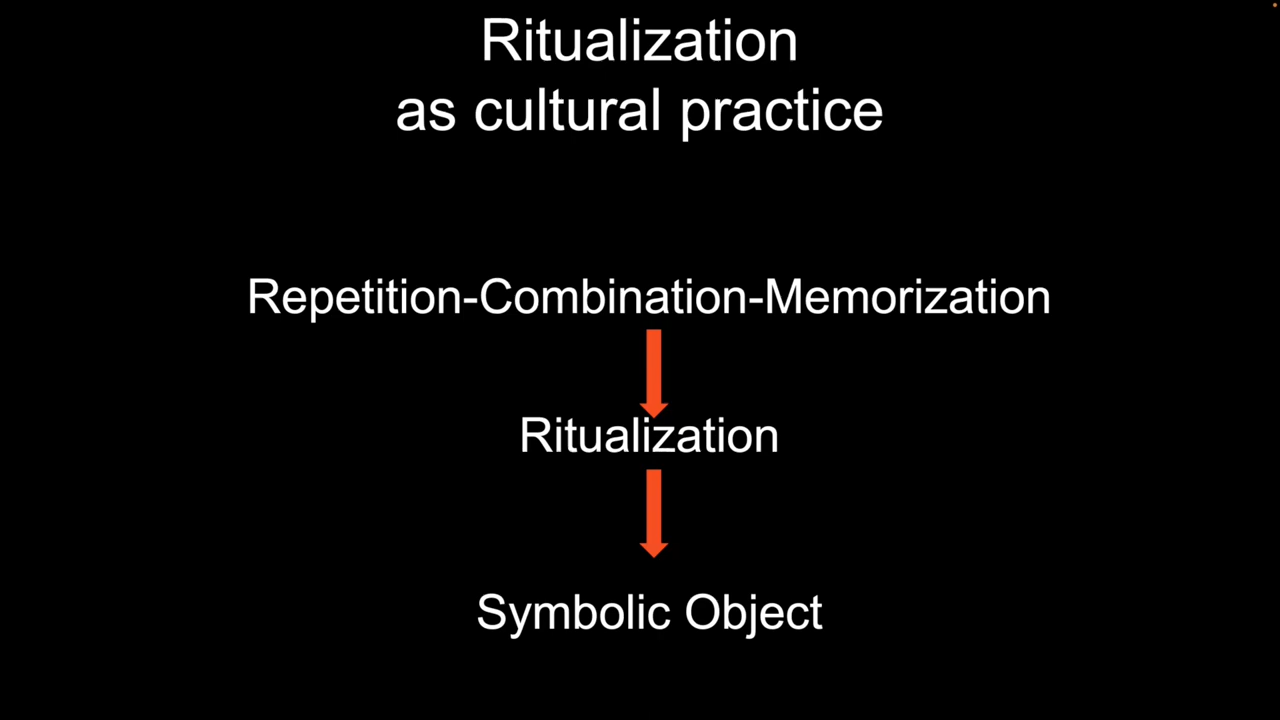 Ritualization
as cultural practice
Repetition-Combination-Memorization
Ritualization
Symbolic Object